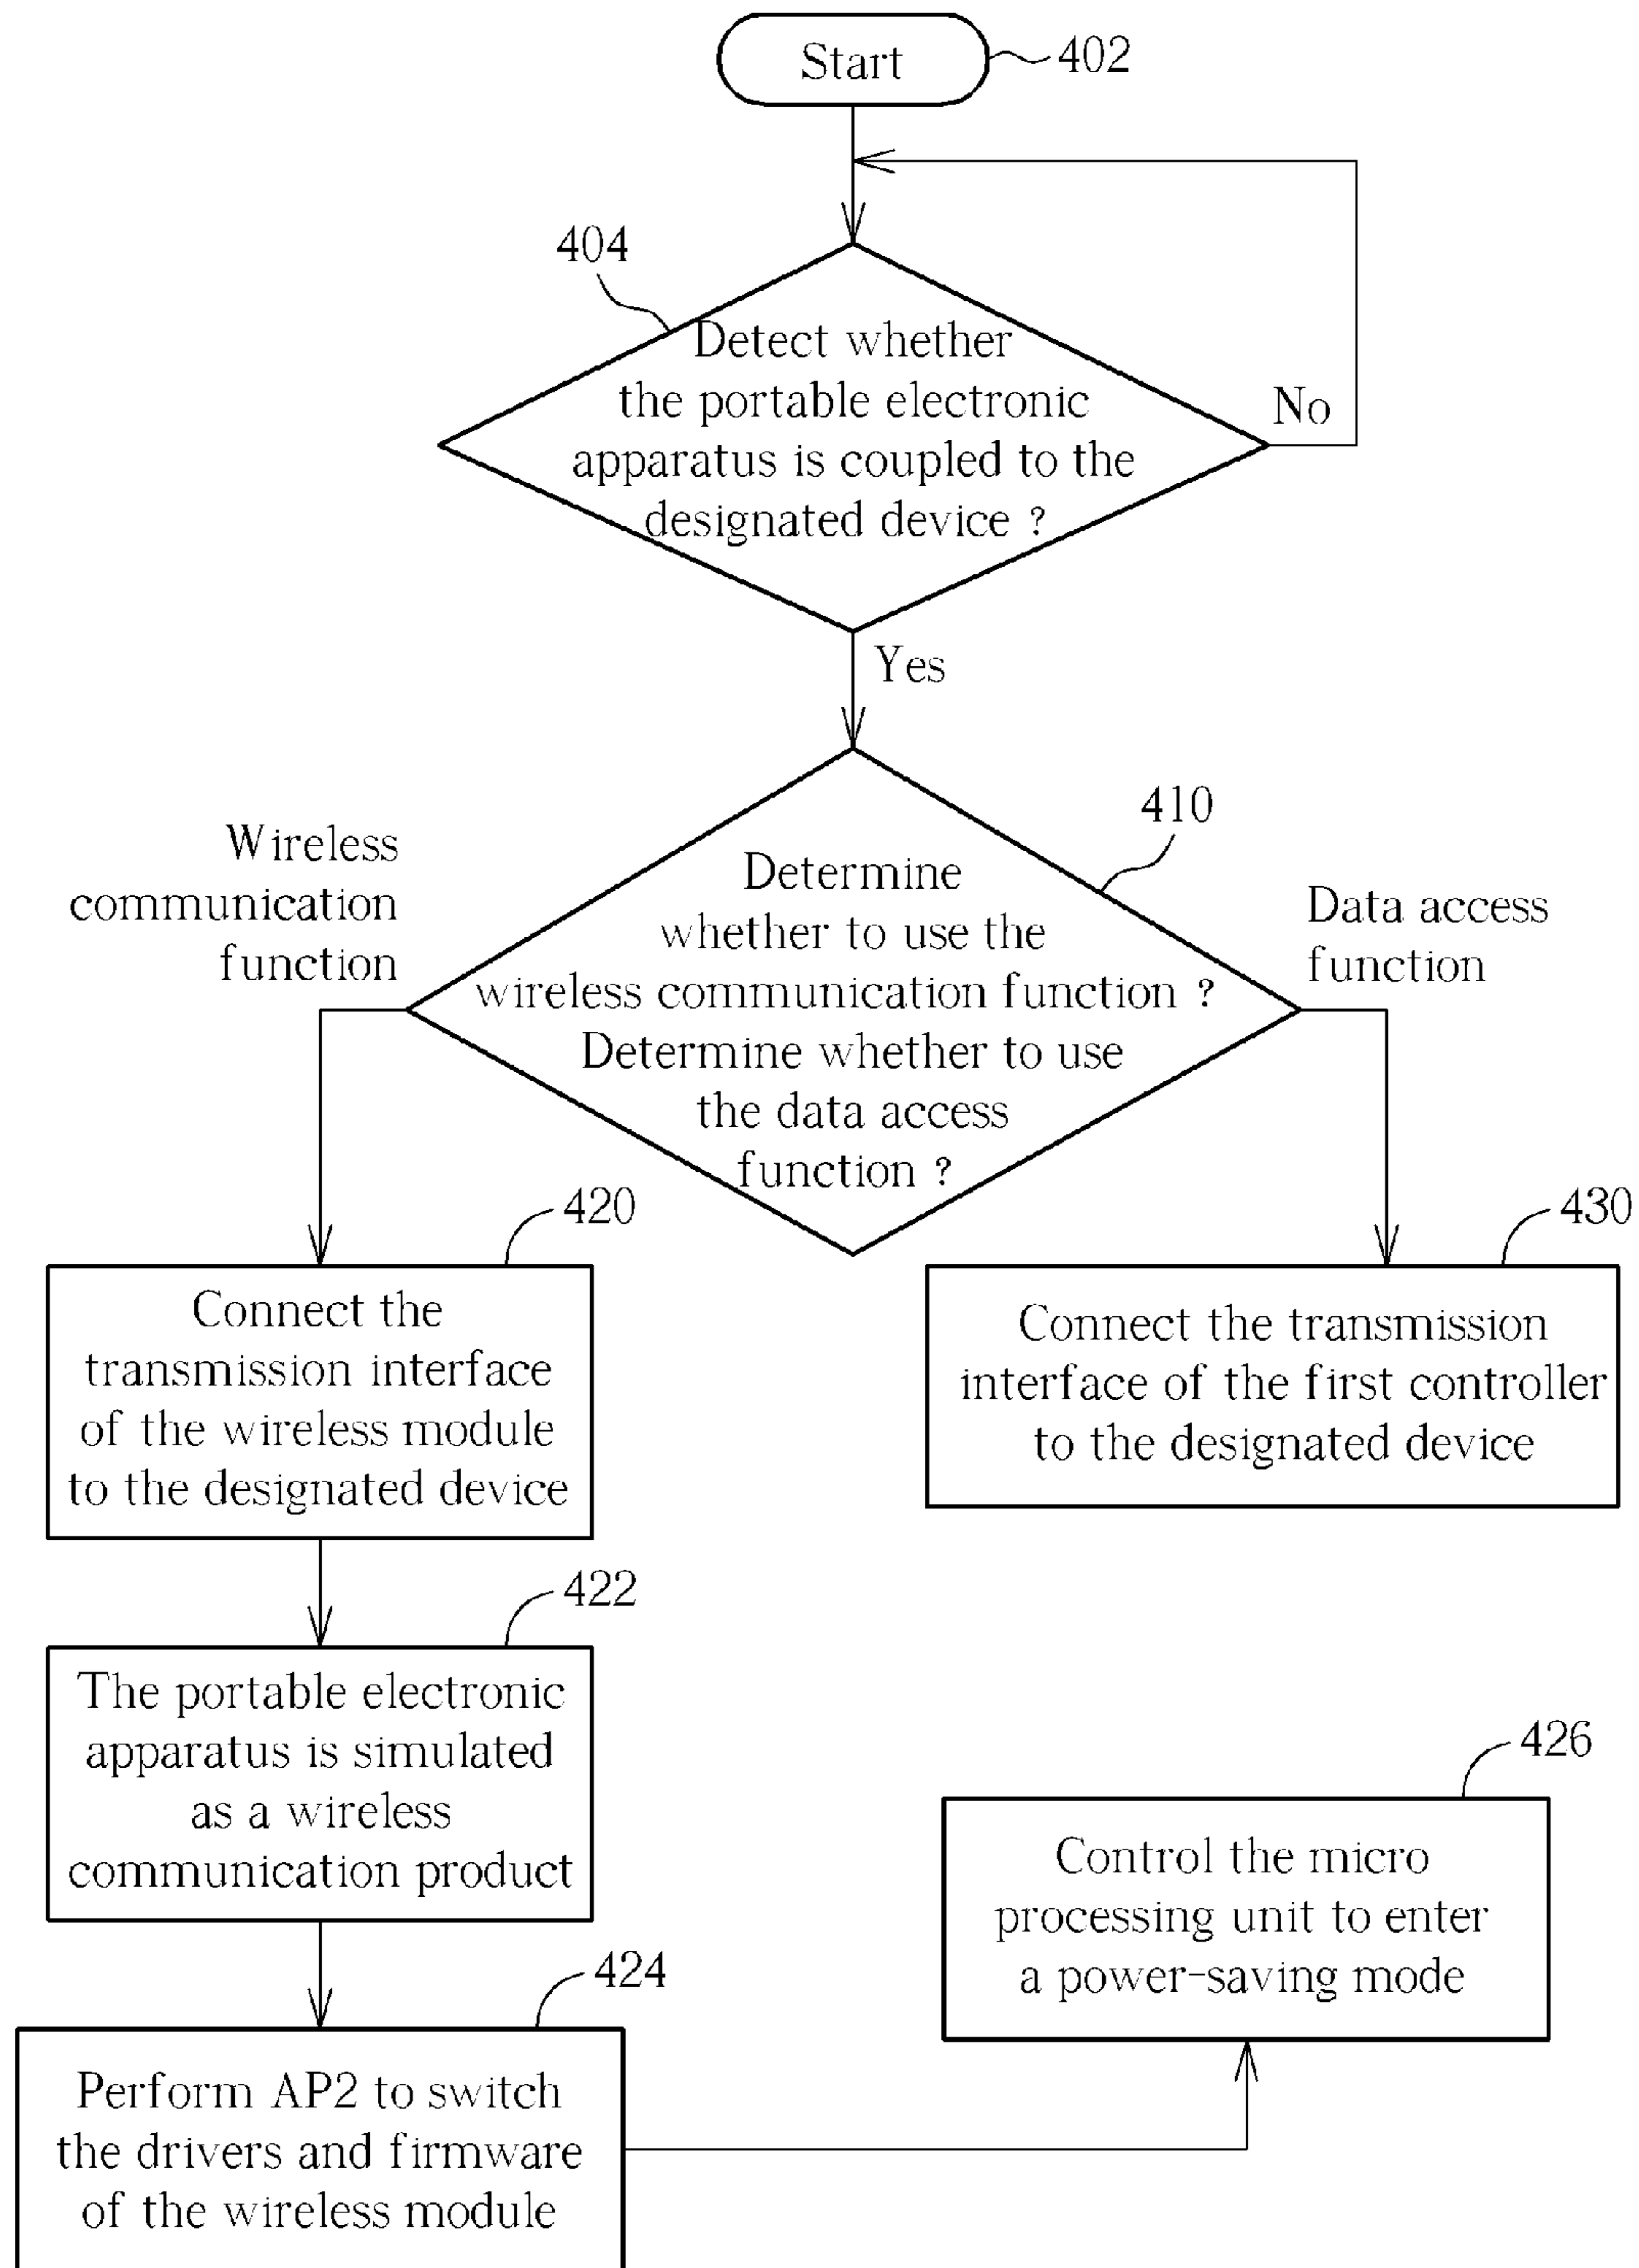 Start
402
404
Detect whether
the portable electronic
apparatus is coupled to the
designated device ?
No
Yes
410
Wireless
communication
function
Determine
whether to use the
wireless communication function ?
Determine whether to use
the data access
function ?
Data access
function
420
Connect the
transmission interface
of the wireless module
to the designated device
430
Connect the transmission
interface of the first controller
to the designated device
422
The portable electronic
apparatus is simulated
as a wireless
communication product
426
Control the micro
processing unit to enter
a power-saving mode
424
Perform AP2 to switch
the drivers and firmware
of the wireless module